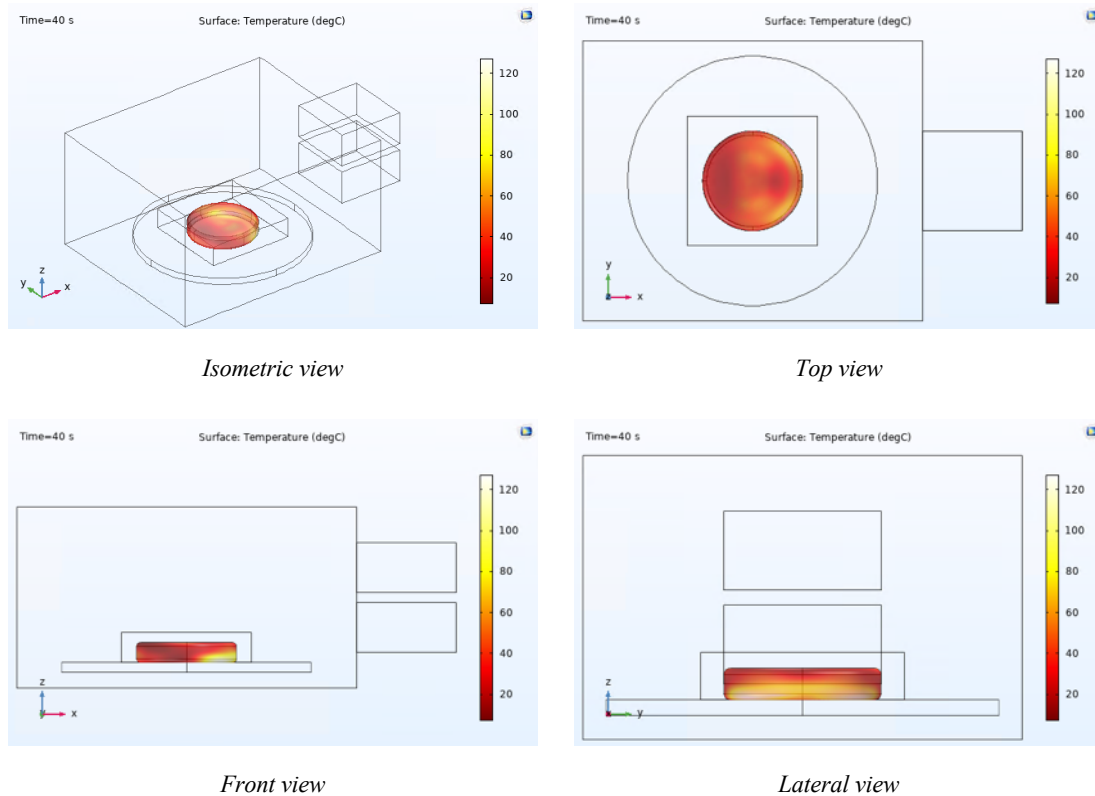 Time=40 s Surface: Temperature (degC)
120
100
80
60
40
20
z
y
x
Isometric view
Time=40 s Surface: Temperature (degC)
120
100
80
60
40
20
y
z
x
Top view
Time=40 s Surface: Temperature (degC)
120
100
80
60
40
20
z
y
x
Front view
Time=40 s Surface: Temperature (degC)
120
100
80
60
40
20
z
x
y
Lateral view